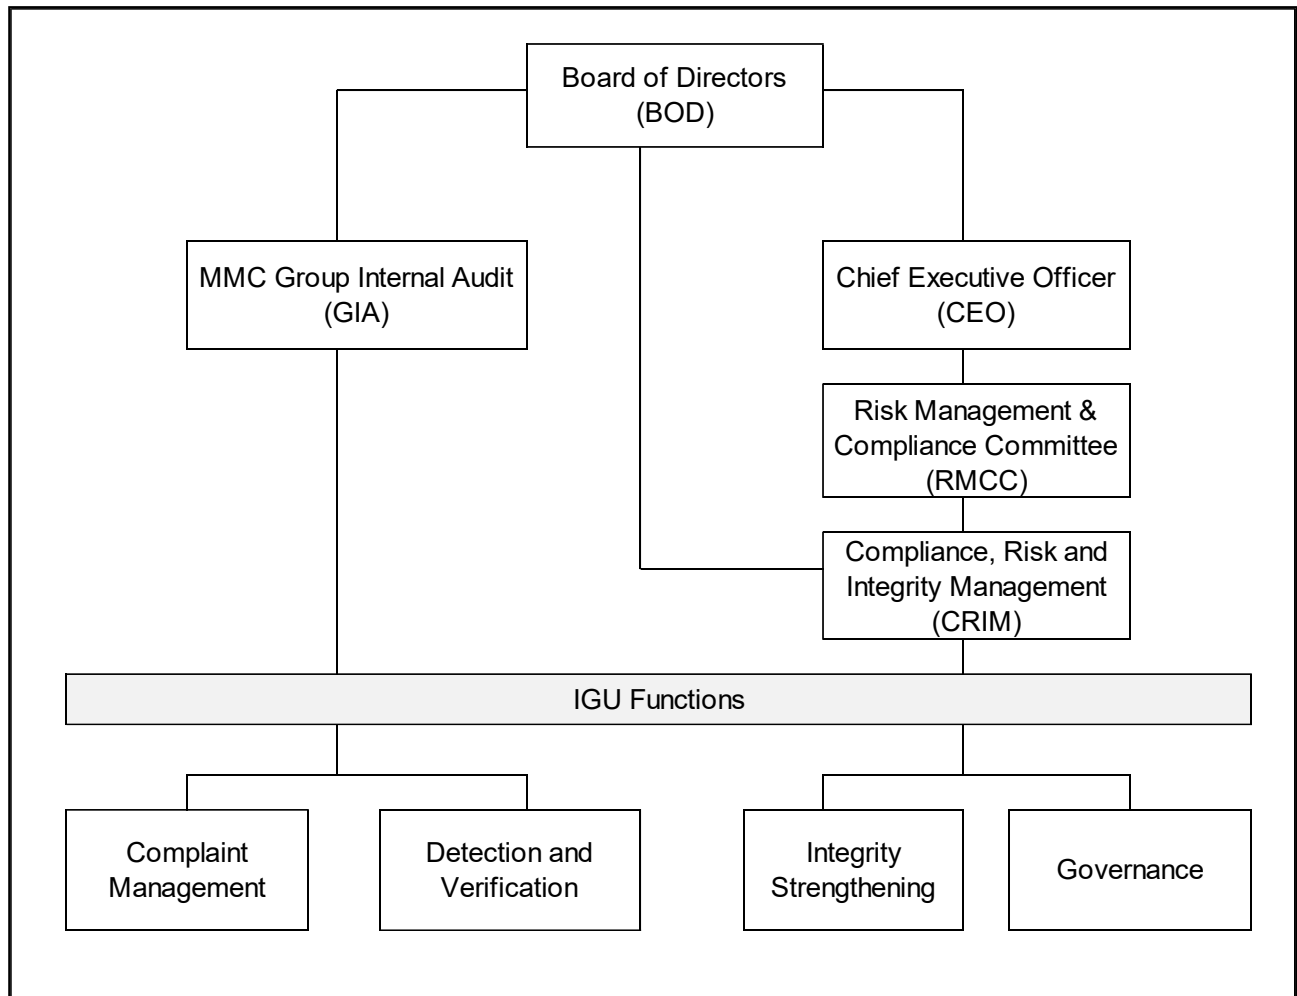 Board of Directors
(BOD)
MMC Group Internal Audit
(GIA)
Chief Executive Officer
(CEO)
Risk Management &
Compliance Committee
(RMCC)
Compliance, Risk and
Integrity Management
(CRIM)
IGU Functions
Complaint
Management
Detection and
Verification
Integrity
Strengthening
Governance